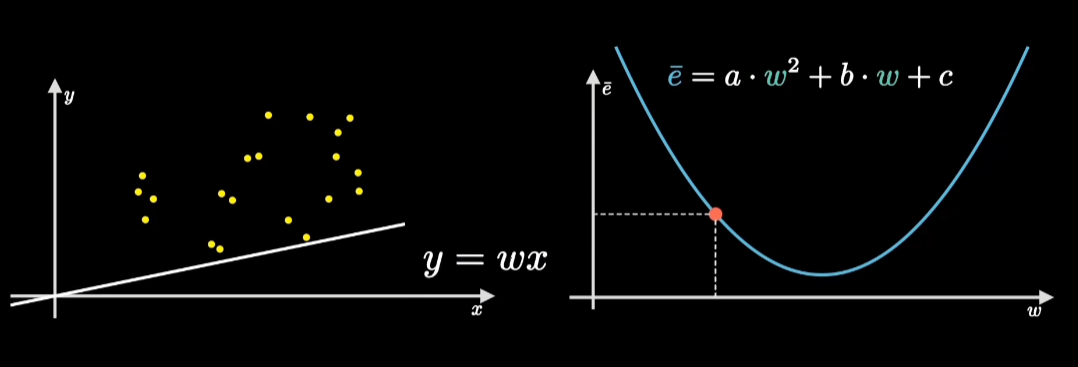 y
y = wx
x
ē
ē = a · w² + b · w + c
w